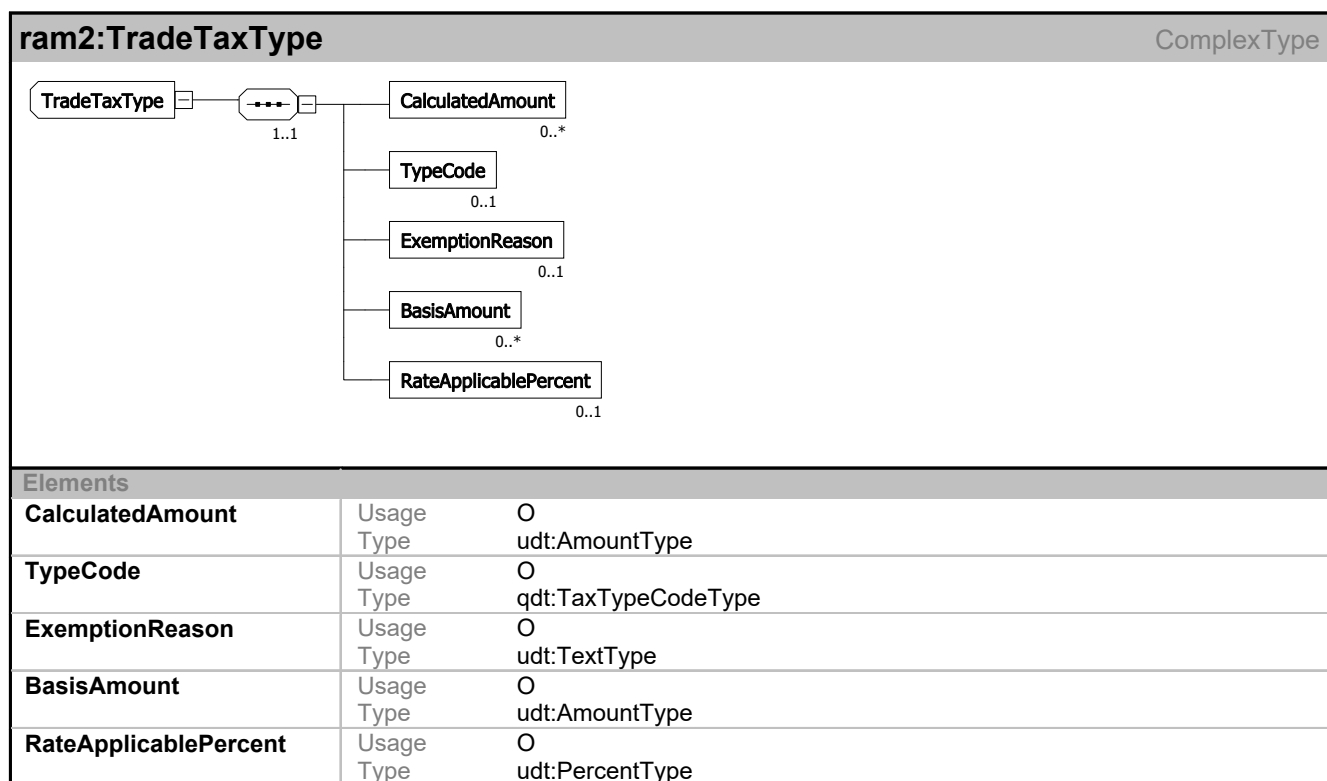 ram2:TradeTaxType ComplexType
TradeTaxType
1..1
CalculatedAmount
0..*
TypeCode
0..1
ExemptionReason
0..1
BasisAmount
0..*
RateApplicablePercent
0..1
Elements
CalculatedAmount Usage O
Type udt:AmountType
TypeCode Usage O
Type qdt:TaxTypeCodeType
ExemptionReason Usage O
Type udt:TextType
BasisAmount Usage O
Type udt:AmountType
RateApplicablePercent Usage O
Type udt:PercentType